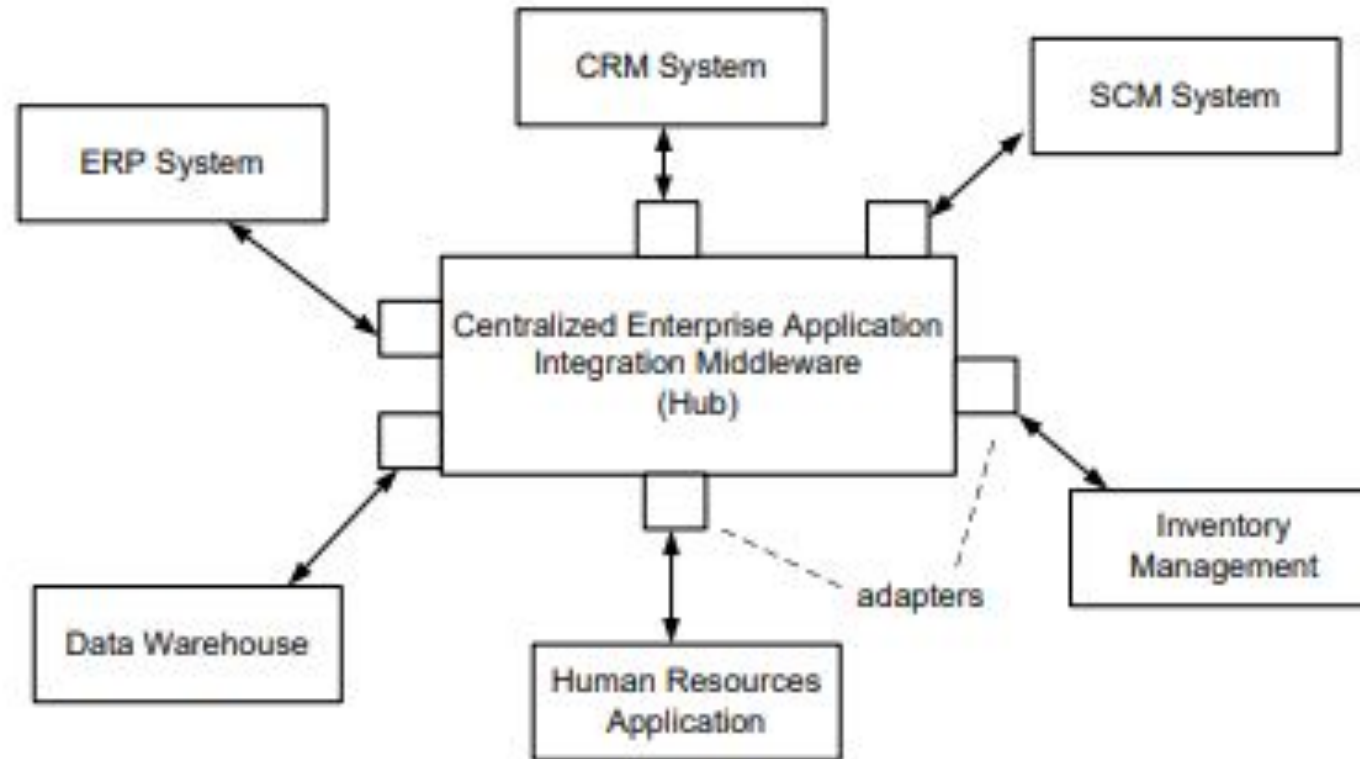 CRM System
SCM System
ERP System
Centralized Enterprise Application
Integration Middleware
(Hub)
Inventory
Management
adapters
Data Warehouse
Human Resources
Application